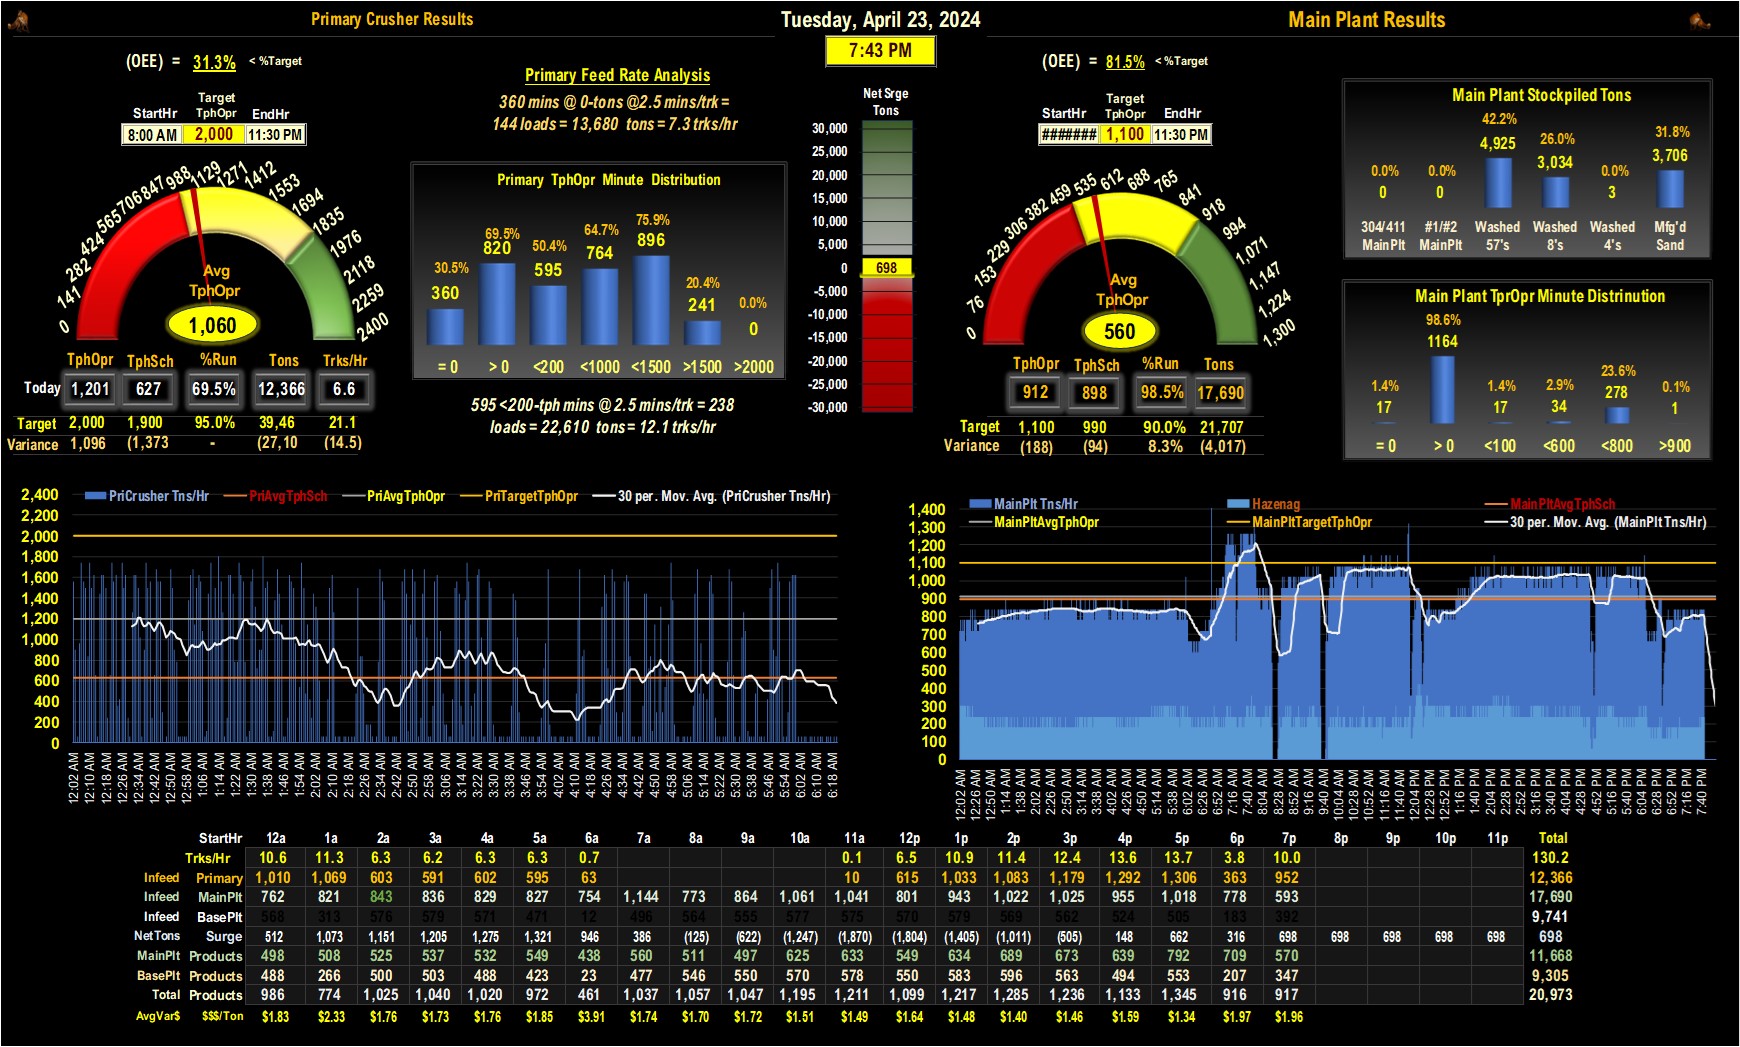 Primary Crusher Results
Tuesday, April 23, 2024
Main Plant Results
7:43 PM
(OEE) = 31.3% < %Target
StartHr Target TphOpr EndHr
8:00 AM 2,000 11:30 PM
0 141 282 424 565 706 847 988 1129 1271 1412 1553 1694 1835 1976 2118 2259 2400
Avg
TphOpr
1,060
TphOpr TphSch %Run Tons Trks/Hr
Today 1,201 627 69.5% 12,366 6.6
Target 2,000 1,900 95.0% 39,46 21.1
Variance 1,096 (1,373 - (27,10 (14.5)
Primary Feed Rate Analysis
360 mins @ 0-tons @2.5 mins/trk =
144 loads = 13,680 tons = 7.3 trks/hr
Primary TphOpr Minute Distribution
30.5% 69.5% 50.4% 64.7% 75.9% 20.4% 0.0%
360 820 595 764 896 241 0
= 0 > 0 <200 <1000 <1500 >1500 >2000
595 <200-tph mins @ 2.5 mins/trk = 238
loads = 22,610 tons = 12.1 trks/hr
Net Srge
Tons
30,000
25,000
20,000
15,000
10,000
5,000
0 698
-5,000
-10,000
-15,000
-20,000
-25,000
-30,000
(OEE) = 81.5% < %Target
StartHr Target TphOpr EndHr
####### 1,100 11:30 PM
0 76 153 229 306 382 459 535 612 688 765 841 918 994 1,071 1,147 1,224 1,300
Avg
TphOpr
560
TphOpr TphSch %Run Tons
912 898 98.5% 17,690
Target 1,100 990 90.0% 21,707
Variance (188) (94) 8.3% (4,017)
Main Plant Stockpiled Tons
0.0% 0.0% 42.2% 26.0% 0.0% 31.8%
0 0 4,925 3,034 3 3,706
304/411 #1/#2 Washed Washed Washed Mfg'd
MainPlt MainPlt 57's 8's 4's Sand
Main Plant TprOpr Minute Distrinution
1.4% 98.6% 1.4% 2.9% 23.6% 0.1%
17 1164 17 34 278 1
= 0 > 0 <100 <600 <800 >900
PriCrusher Tns/Hr PriAvgTphSch PriAvgTphOpr PriTargetTphOpr 30 per. Mov. Avg. (PriCrusher Tns/Hr)
2,400
2,200
2,000
1,800
1,600
1,400
1,200
1,000
800
600
400
200
0
12:02 AM 12:10 AM 12:18 AM 12:26 AM 12:34 AM 12:42 AM 12:50 AM 12:58 AM 1:06 AM 1:14 AM 1:22 AM 1:30 AM 1:38 AM 1:46 AM 1:54 AM 2:02 AM 2:10 AM 2:18 AM 2:26 AM 2:34 AM 2:42 AM 2:50 AM 2:58 AM 3:06 AM 3:14 AM 3:22 AM 3:30 AM 3:38 AM 3:46 AM 3:54 AM 4:02 AM 4:10 AM 4:18 AM 4:26 AM 4:34 AM 4:42 AM 4:50 AM 4:58 AM 5:06 AM 5:14 AM 5:22 AM 5:30 AM 5:38 AM 5:46 AM 5:54 AM 6:02 AM 6:10 AM 6:18 AM
MainPlt Tns/Hr Hazenag MainPltAvgTphSch
MainPltAvgTphOpr MainPltTargetTphOpr 30 per. Mov. Avg. (MainPlt Tns/Hr)
1,400
1,300
1,200
1,100
1,000
900
800
700
600
500
400
300
200
100
0
12:02 AM 12:26 AM 12:50 AM 1:14 AM 1:38 AM 2:02 AM 2:26 AM 2:50 AM 3:14 AM 3:38 AM 4:02 AM 4:26 AM 4:50 AM 5:14 AM 5:38 AM 6:02 AM 6:28 AM 6:52 AM 7:16 AM 7:40 AM 8:04 AM 8:28 AM 8:52 AM 9:16 AM 9:40 AM 10:04 AM 10:28 AM 10:52 AM 11:16 AM 11:40 AM 12:04 PM 12:28 PM 12:52 PM 1:16 PM 1:40 PM 2:04 PM 2:28 PM 2:52 PM 3:16 PM 3:40 PM 4:04 PM 4:28 PM 4:52 PM 5:16 PM 5:40 PM 6:04 PM 6:28 PM 6:52 PM 7:16 PM 7:40 PM
StartHr 12a 1a 2a 3a 4a 5a 6a 7a 8a 9a 10a 11a 12p 1p 2p 3p 4p 5p 6p 7p 8p 9p 10p 11p Total
Trks/Hr 10.6 11.3 6.3 6.2 6.3 6.3 0.7 0.1 6.5 10.9 11.4 12.4 13.6 13.7 3.8 10.0 130.2
Infeed Primary 1,010 1,069 603 591 602 595 63 10 615 1,033 1,083 1,179 1,292 1,306 363 952 12,366
Infeed MainPlt 762 821 843 836 829 827 754 1,144 773 864 1,061 1,041 801 943 1,022 1,025 955 1,018 778 593 17,690
Infeed BasePlt 568 313 576 579 571 471 12 496 564 555 577 575 570 579 569 562 524 505 183 392 9,741
NetTons Surge 512 1,073 1,151 1,205 1,275 1,321 946 386 (125) (622) (1,247) (1,870) (1,804) (1,405) (1,011) (505) 148 662 316 698 698 698 698 698 698
MainPlt Products 498 508 525 537 532 549 438 560 511 497 625 633 549 634 689 673 639 792 709 570 11,668
BasePlt Products 488 266 500 503 488 423 23 477 546 550 570 578 550 583 596 563 494 553 207 347 9,305
Total Products 986 774 1,025 1,040 1,020 972 461 1,037 1,057 1,047 1,195 1,211 1,099 1,217 1,285 1,236 1,133 1,345 916 917 20,973
AvgVar$ $$$/Ton $1.83 $2.33 $1.76 $1.73 $1.76 $1.85 $3.91 $1.74 $1.70 $1.72 $1.51 $1.49 $1.64 $1.48 $1.40 $1.46 $1.59 $1.34 $1.97 $1.96